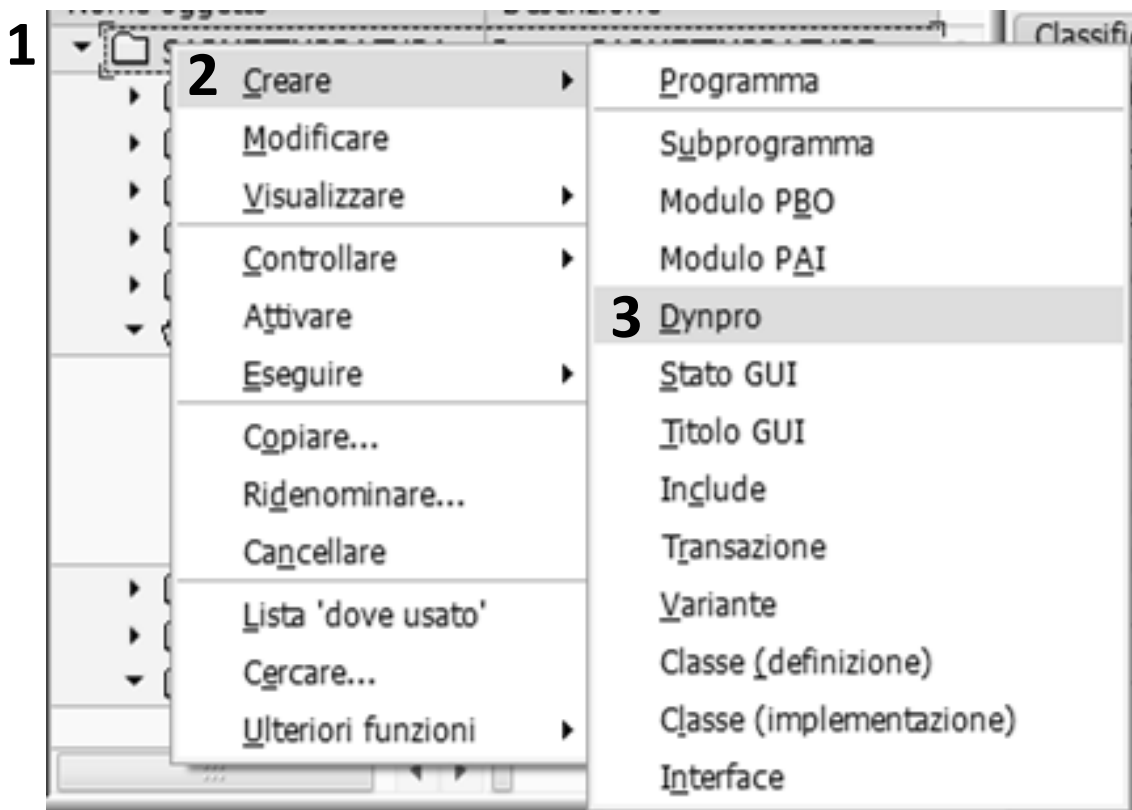 1
2
Creare
Modificare
Visualizzare
Controllare
Attivare
Eseguire
Copiare...
Ridenominare...
Cancellare
Lista 'dove usato'
Cercare...
Ulteriori funzioni
Programma
Subprogramma
Modulo PBO
Modulo PAI
3 Dynpro
Stato GUI
Titolo GUI
Include
Transazione
Variante
Classe (definizione)
Classe (implementazione)
Interface